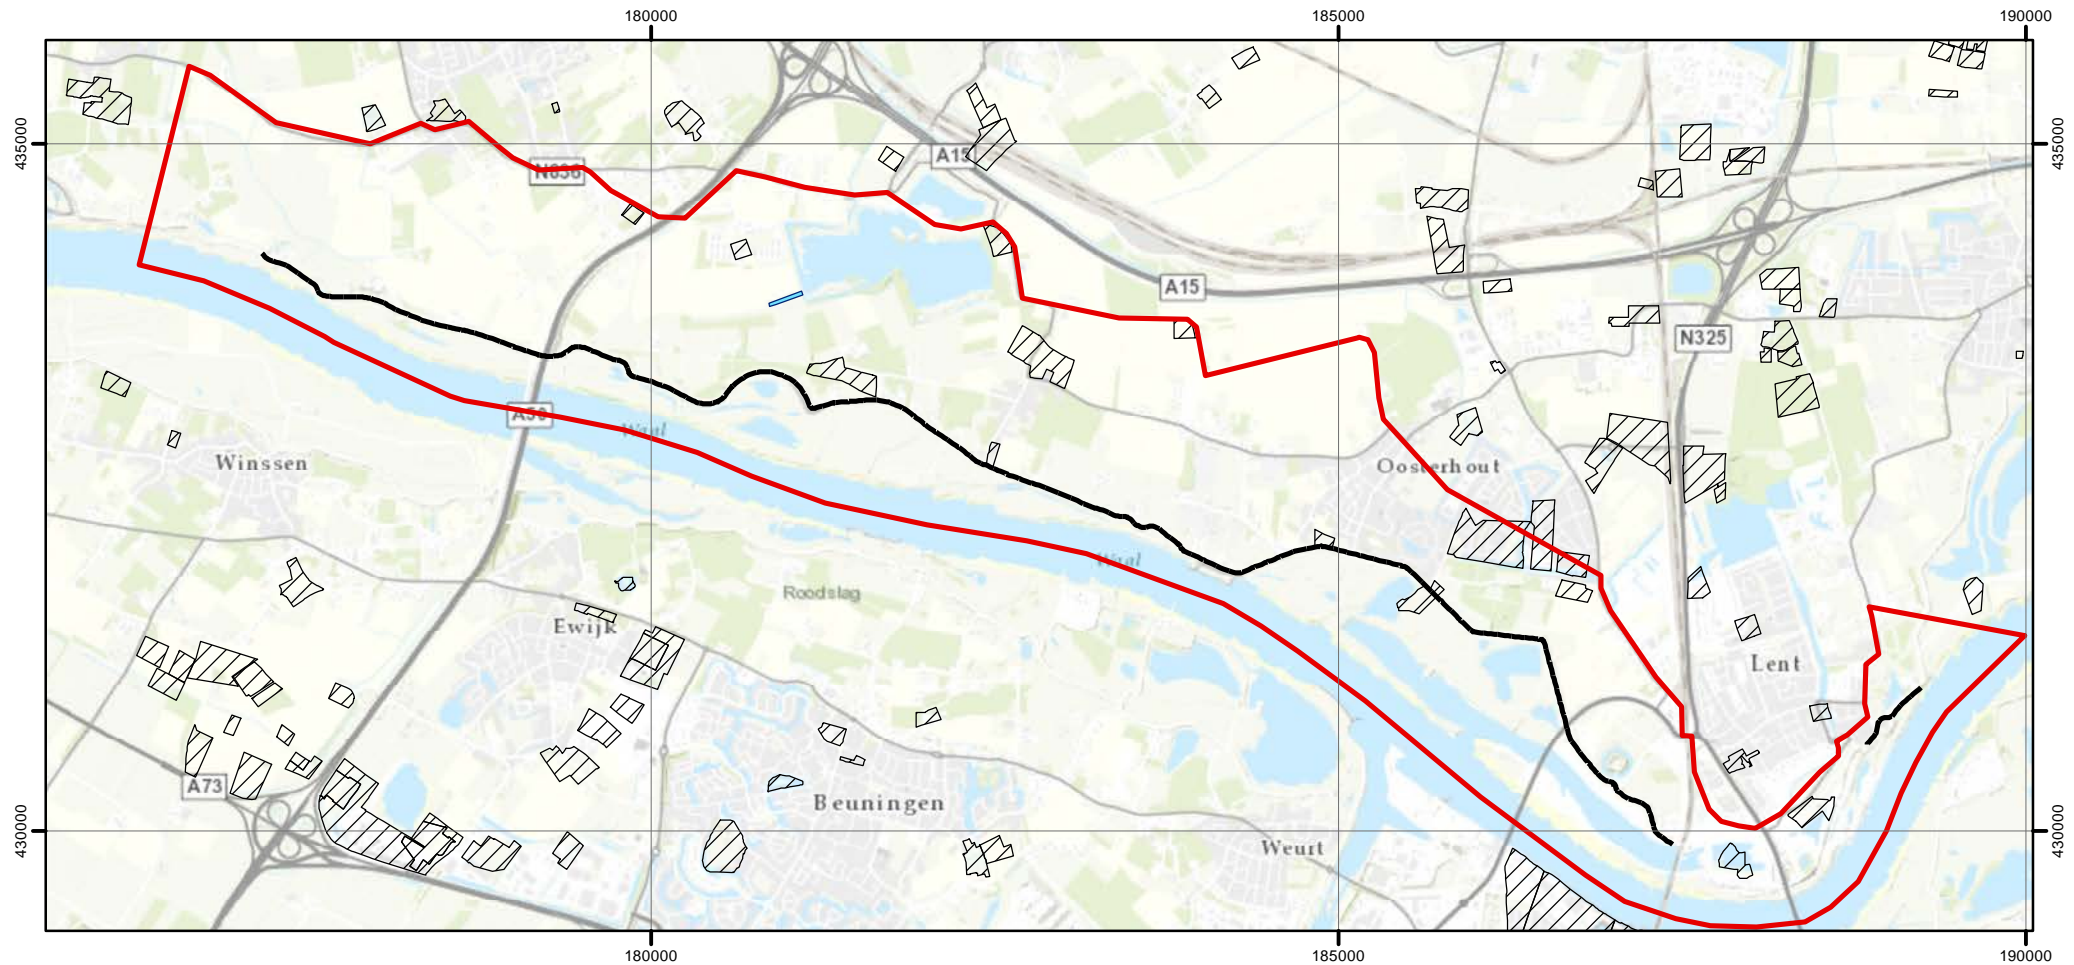 180000
185000
190000
435000
435000
A15
N836
A15
N325
A50
Waal
Winssen
Oosterhout
Waal
Roodslag
Ewijk
Lent
A73
Beuningen
430000
430000
Weurt
180000
185000
190000